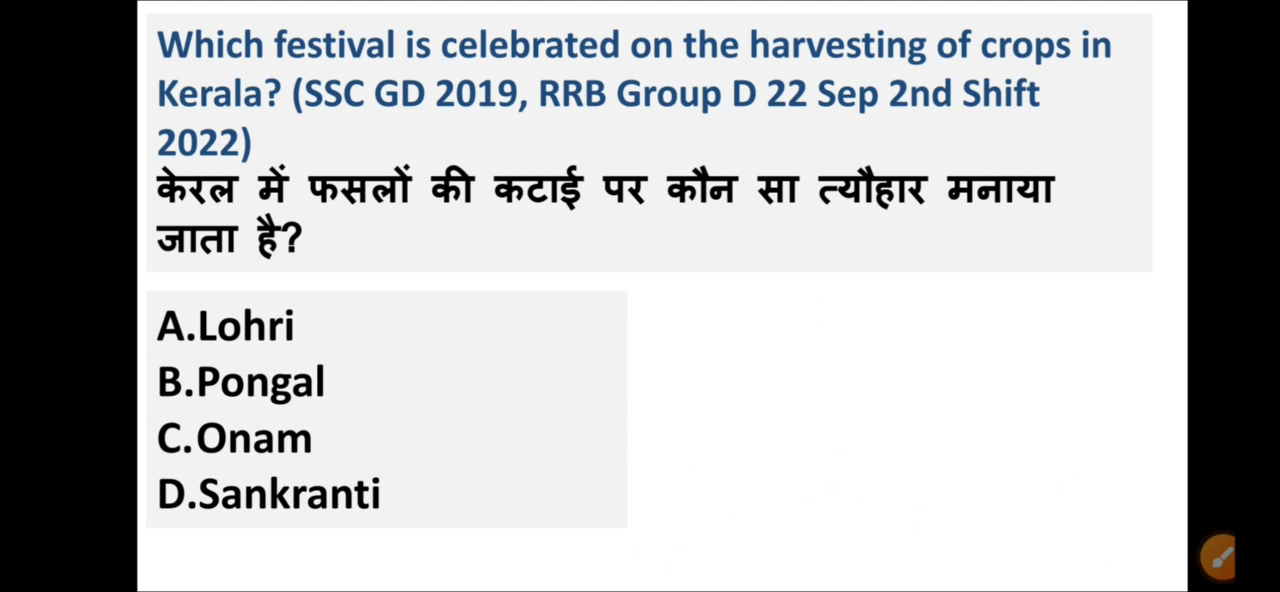 Which festival is celebrated on the harvesting of crops in
Kerala? (SSC GD 2019, RRB Group D 22 Sep 2nd Shift
2022)
केरल में फसलों की कटाई पर कौन सा त्यौहार मनाया
जाता है?
A.Lohri
B.Pongal
C.Onam
D.Sankranti